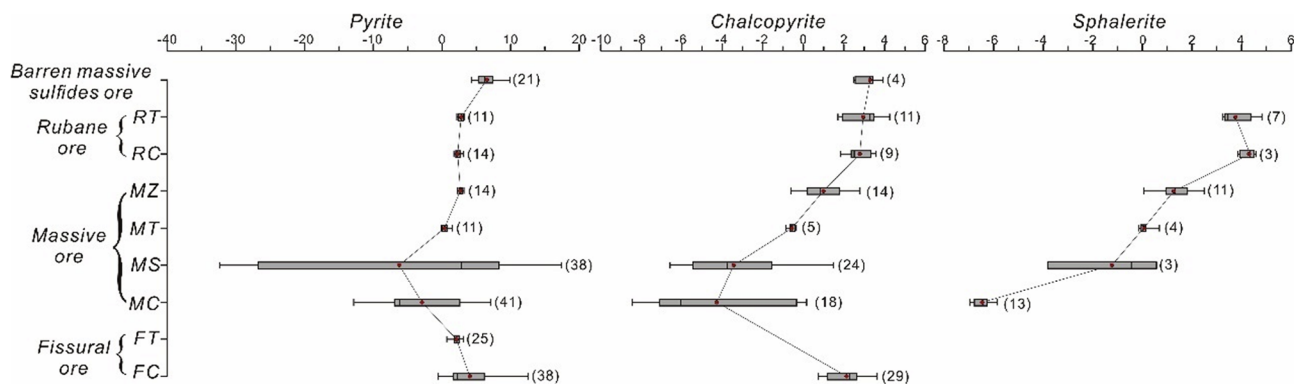 Pyrite Chalcopyrite Sphalerite
-40 -30 -20 -10 0 10 20 -10 -8 -6 -4 -2 0 2 4 6 -8 -6 -4 -2 0 2 4 6
Barren massive
sulfides ore (21) (4)
Rubane
ore
RT (11) (11) (7)
RC (14) (9) (3)
Massive
ore
MZ (14) (14) (11)
MT (11) (5) (4)
MS (38) (24) (3)
MC (41) (18) (13)
Fissural
ore
FT (25)
FC (38) (29)